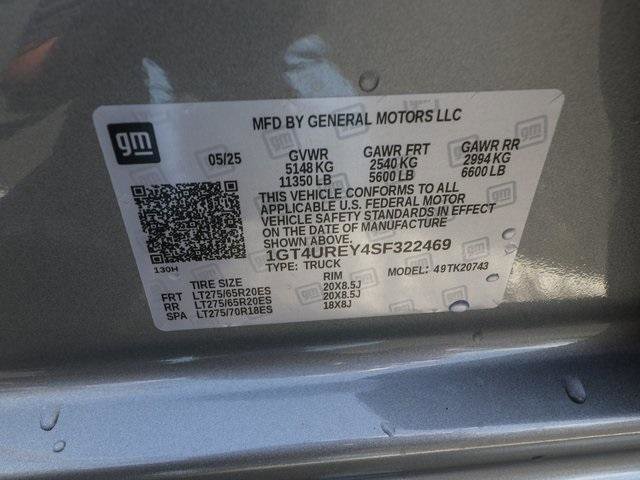 gm
MFD BY GENERAL MOTORS LLC
05/25 GVWR GAWR FRT GAWR RR
5148 KG 2540 KG 2994 KG
11350 LB 5600 LB 6600 LB
THIS VEHICLE CONFORMS TO ALL
APPLICABLE U.S. FEDERAL MOTOR
VEHICLE SAFETY STANDARDS IN EFFECT
ON THE DATE OF MANUFACTURE
SHOWN ABOVE.
1GT4UREY4SF322469
130H
TYPE: TRUCK MODEL: 49TK20743
TIRE SIZE RIM
FRT LT275/65R20ES 20X8.5J
RR LT275/65R20ES 20X8.5J
SPA LT275/70R18ES 18X8J